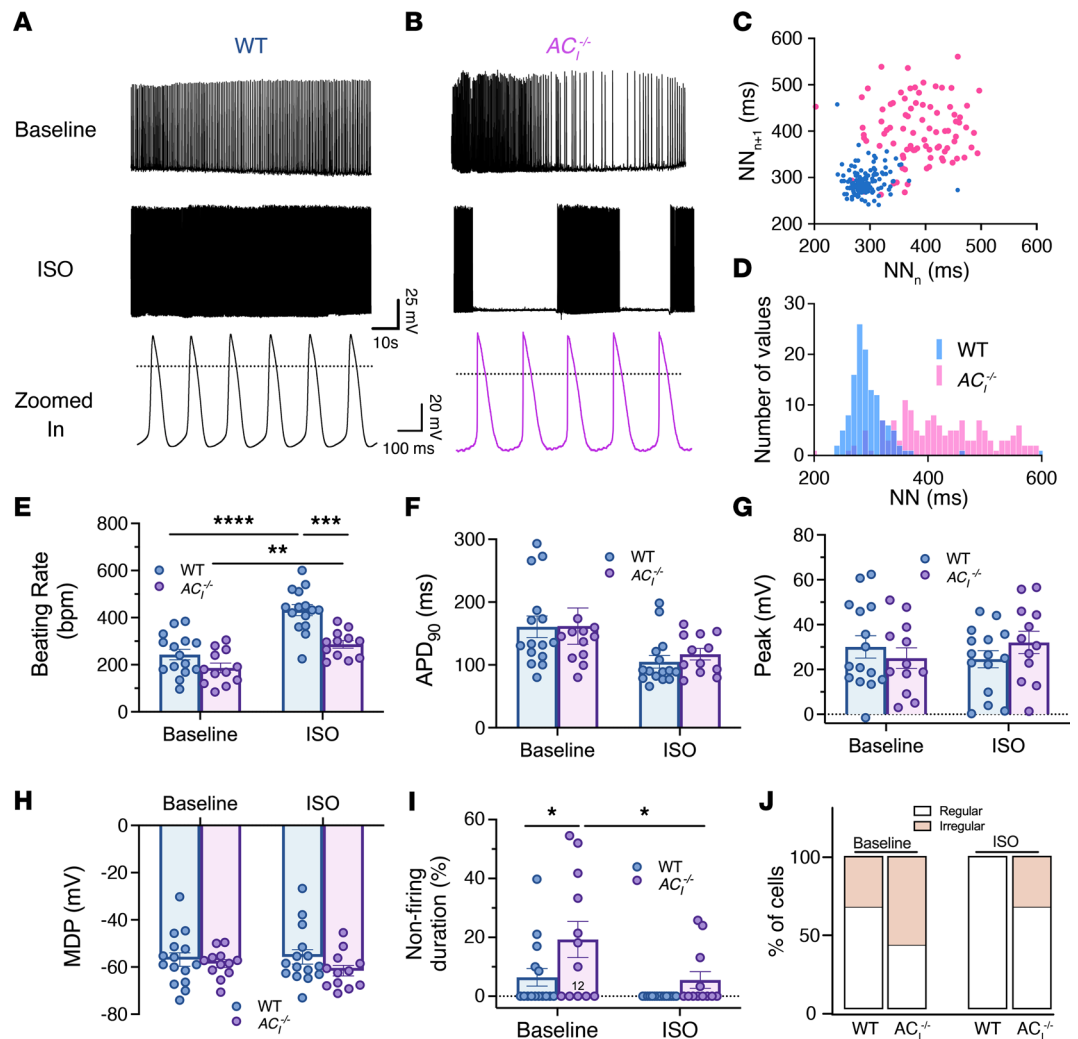 A
WT
Baseline
ISO
25 mV
10s
Zoomed
In
20 mV
100 ms
B
AC_I^-/-
C
600
500
400
300
200
NN_n+1 (ms)
200 300 400 500 600
NN_n (ms)
D
30
20
10
0
Number of values
WT
AC_I^-/-
200 400 600
NN (ms)
E
800
600
400
200
0
Beating Rate
(bpm)
**** ***
**
WT
AC_I^-/-
Baseline ISO
F
300
200
100
0
APD_90 (ms)
WT
AC_I^-/-
Baseline ISO
G
80
60
40
20
0
Peak (mV)
WT
AC_I^-/-
Baseline ISO
H
Baseline ISO
0
-20
-40
-60
-80
MDP (mV)
WT
AC_I^-/-
I
60
40
20
0
Non-firing
duration (%)
* *
WT
AC_I^-/-
12
Baseline ISO
J
Regular
Irregular
Baseline ISO
100
50
0
% of cells
WT AC_I^-/- WT AC_I^-/-